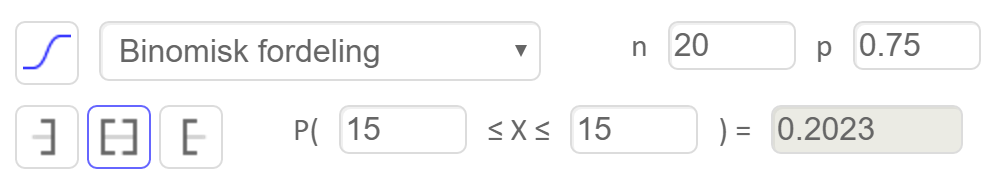 Binomisk fordeling ▼ n 20 p 0.75
P( 15 ≤ X ≤ 15 ) = 0.2023